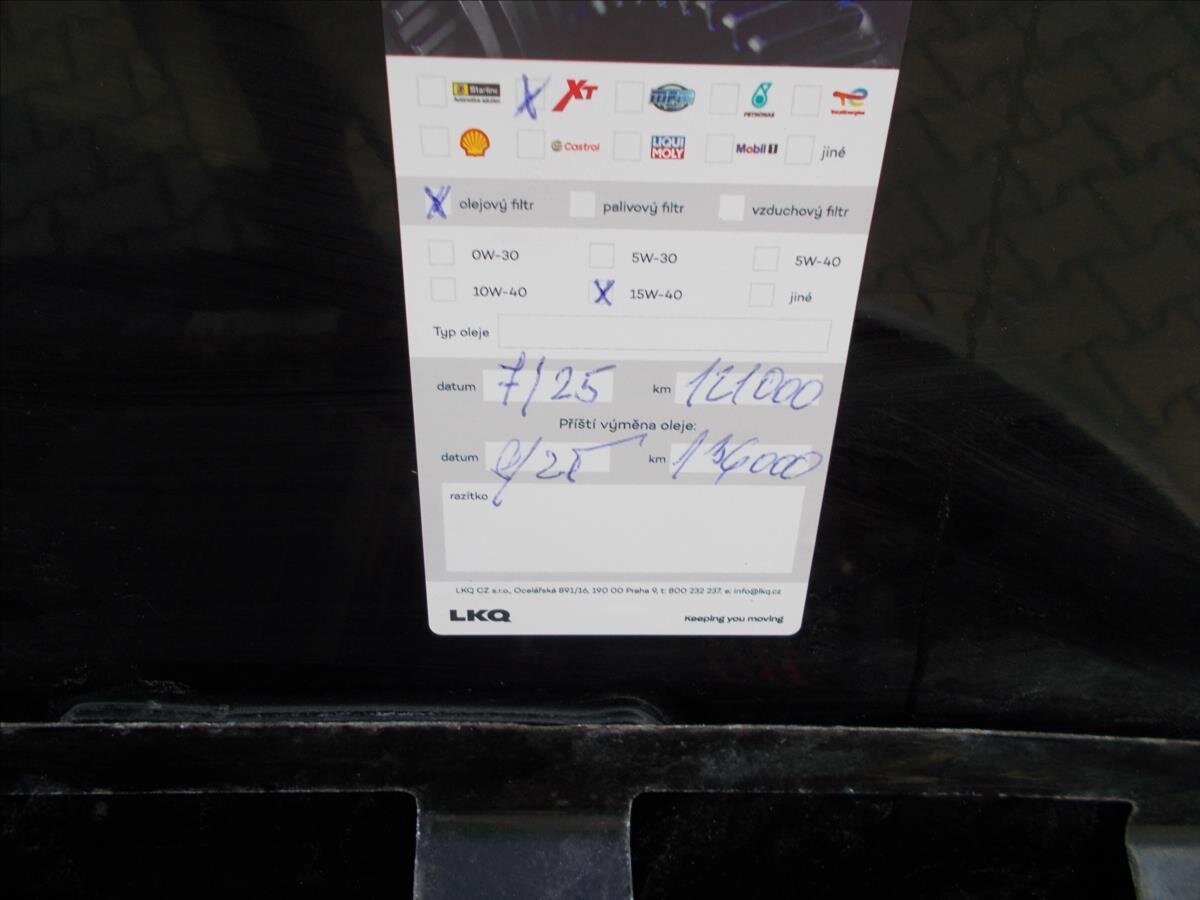 Starline XT MPM PETRONAS TotalEnergies
Castrol LIQUI MOLY Mobil 1 jiné
olejový filtr palivový filtr vzduchový filtr
0W-30 5W-30 5W-40
10W-40 15W-40 jiné
Typ oleje
datum 7/25 km 121000
Příští výměna oleje:
datum km 136000
razítko
LKQ CZ s.r.o., Ocelářská 891/16, 190 00 Praha 9, t: 800 232 237, e: info@lkq.cz
LKQ Keeping you moving